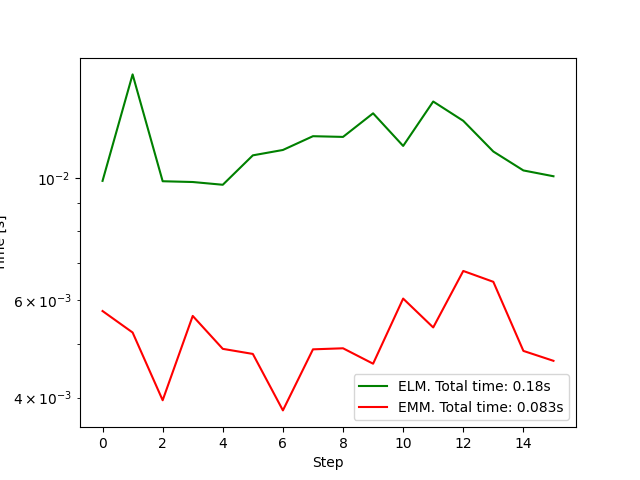 10⁻²
6 × 10⁻³
4 × 10⁻³
Time [s]
0 2 4 6 8 10 12 14
Step
ELM. Total time: 0.18s
EMM. Total time: 0.083s